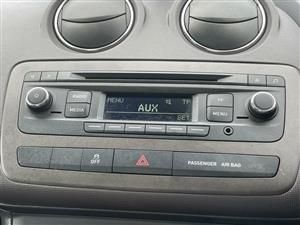 MENU TP
RADIO AUX TP
MEDIA MENU
SET
OFF PASSENGER AIR BAG